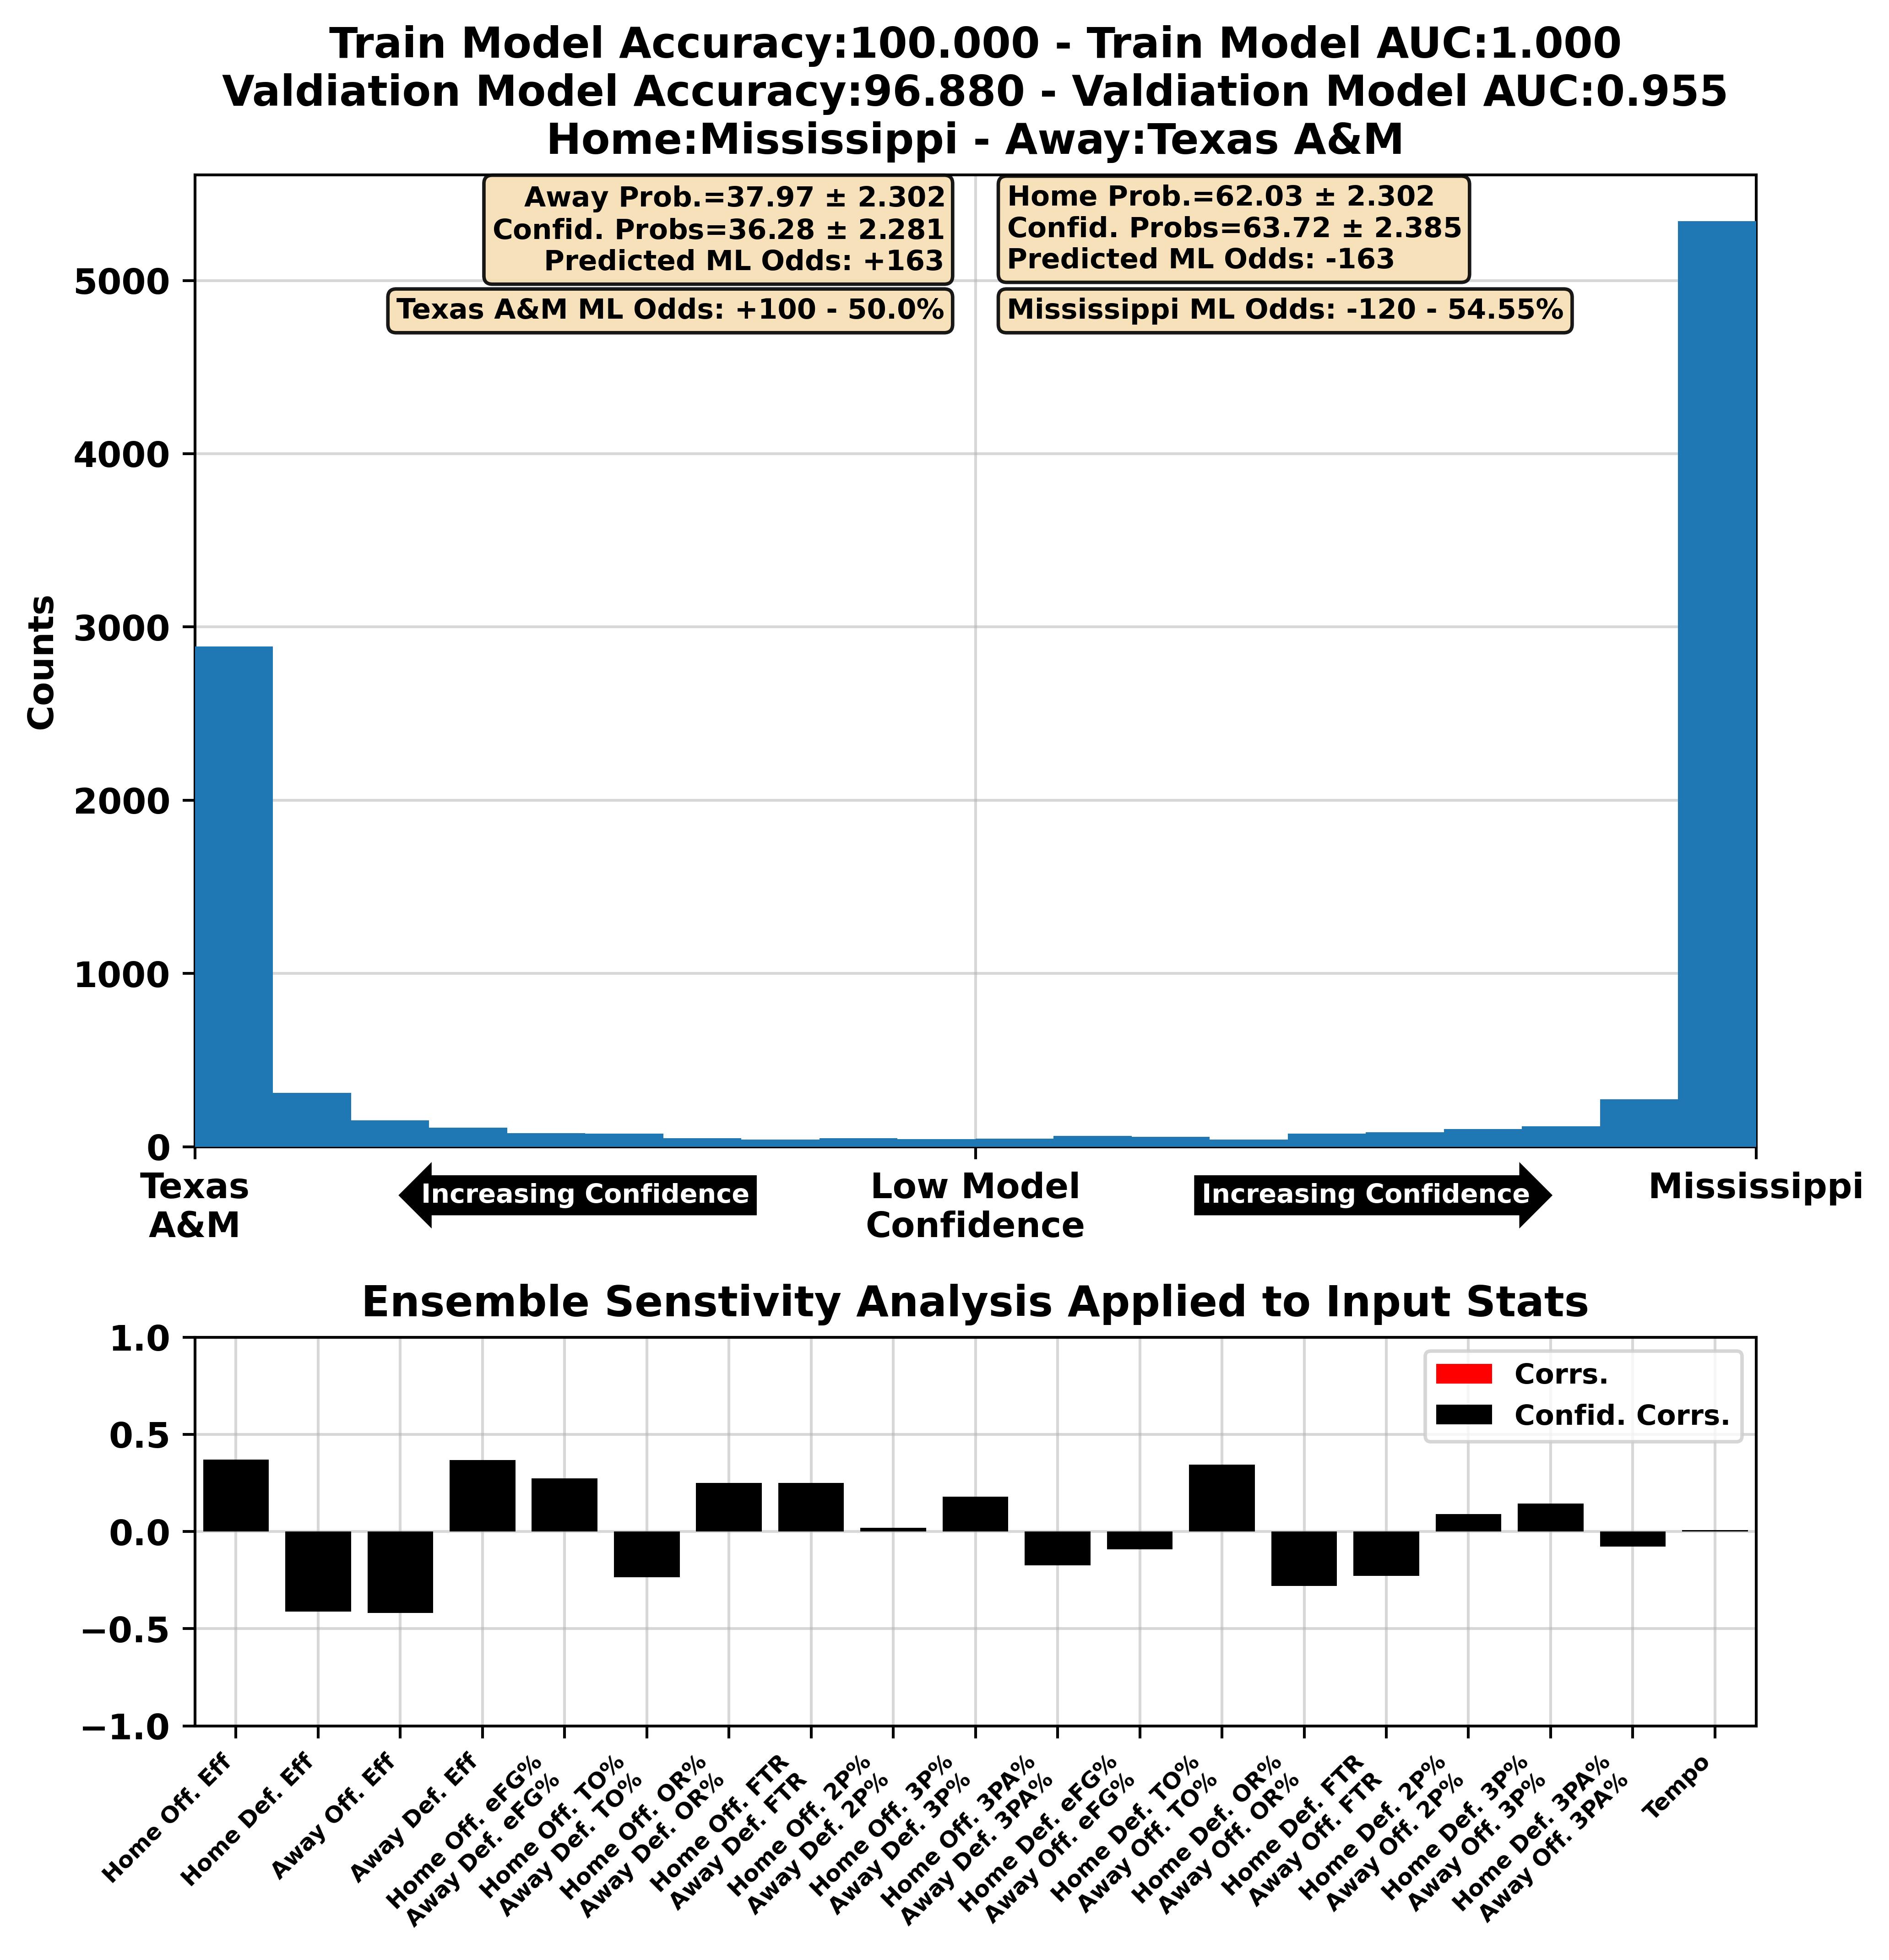 Train Model Accuracy:100.000 - Train Model AUC:1.000
Valdiation Model Accuracy:96.880 - Valdiation Model AUC:0.955
Home:Mississippi - Away:Texas A&M
Away Prob.=37.97 ± 2.302
Confid. Probs=36.28 ± 2.281
Predicted ML Odds: +163
Home Prob.=62.03 ± 2.302
Confid. Probs=63.72 ± 2.385
Predicted ML Odds: -163
Texas A&M ML Odds: +100 - 50.0%
Mississippi ML Odds: -120 - 54.55%
Counts
5000
4000
3000
2000
1000
0
Texas
A&M
Increasing Confidence
Low Model
Confidence
Increasing Confidence
Mississippi
Ensemble Senstivity Analysis Applied to Input Stats
1.0
0.5
0.0
−0.5
−1.0
Corrs.
Confid. Corrs.
Home Off. Eff
Home Def. Eff
Away Off. Eff
Away Def. Eff
Home Off. eFG%
Away Def. eFG%
Home Off. TO%
Away Def. TO%
Home Off. OR%
Away Def. OR%
Home Off. FTR
Away Def. FTR
Home Off. 2P%
Away Def. 2P%
Home Off. 3P%
Away Def. 3P%
Home Off. 3PA%
Away Def. 3PA%
Home Def. eFG%
Away Off. eFG%
Home Def. TO%
Away Off. TO%
Home Def. OR%
Away Off. OR%
Home Def. FTR
Away Off. FTR
Home Def. 2P%
Away Off. 2P%
Home Def. 3P%
Away Off. 3P%
Home Def. 3PA%
Away Off. 3PA%
Tempo